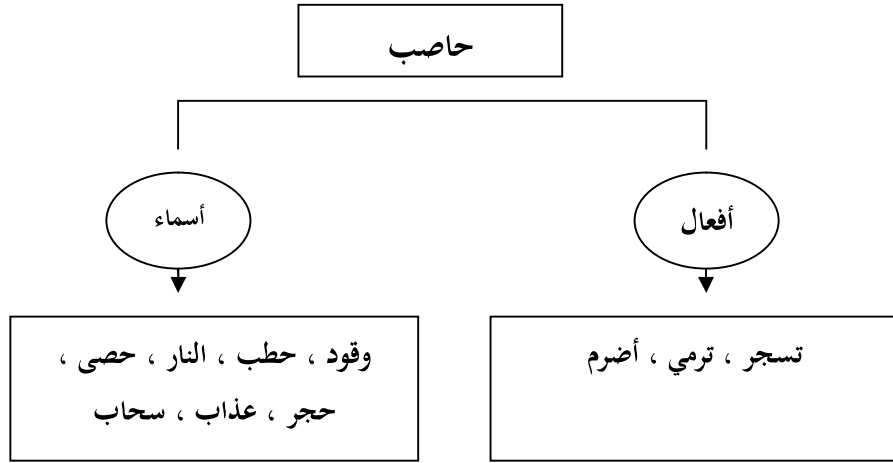 حاصب
أفعال
أسماء
تسجر ، ترمي ، أضرم
وقود ، حطب ، النار ، حصى ،
حجر ، عذاب ، سحاب